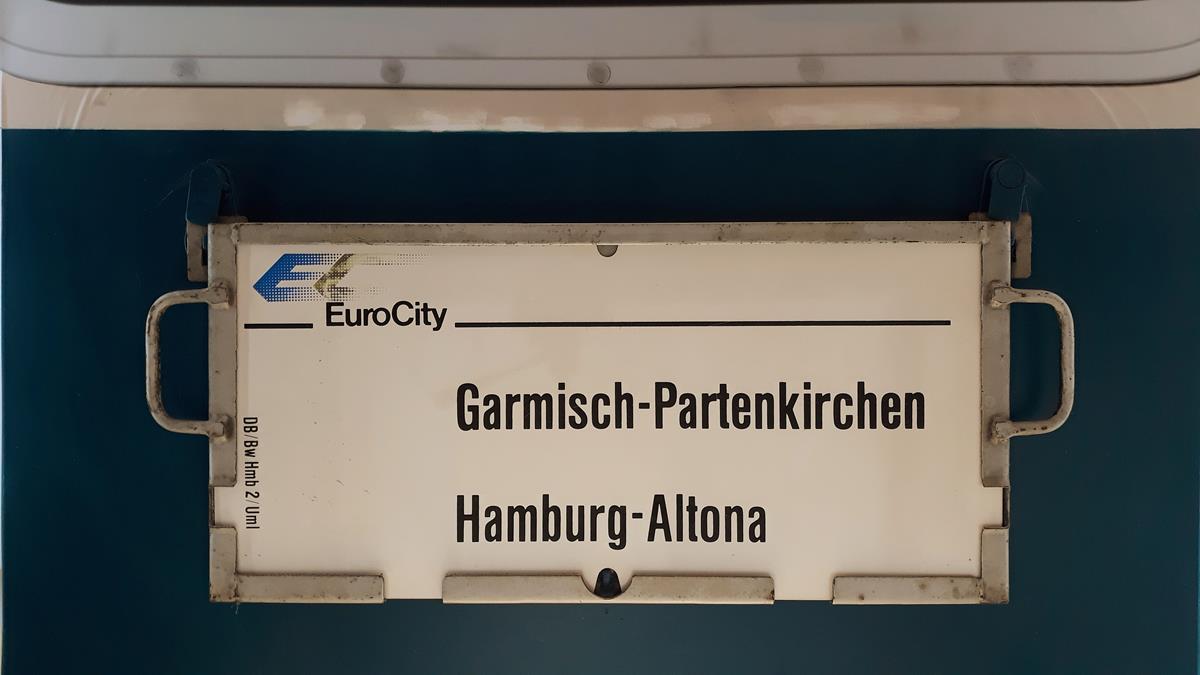 EC
EuroCity
Garmisch-Partenkirchen
Hamburg-Altona
DB/Bw Hmb 2/Uml